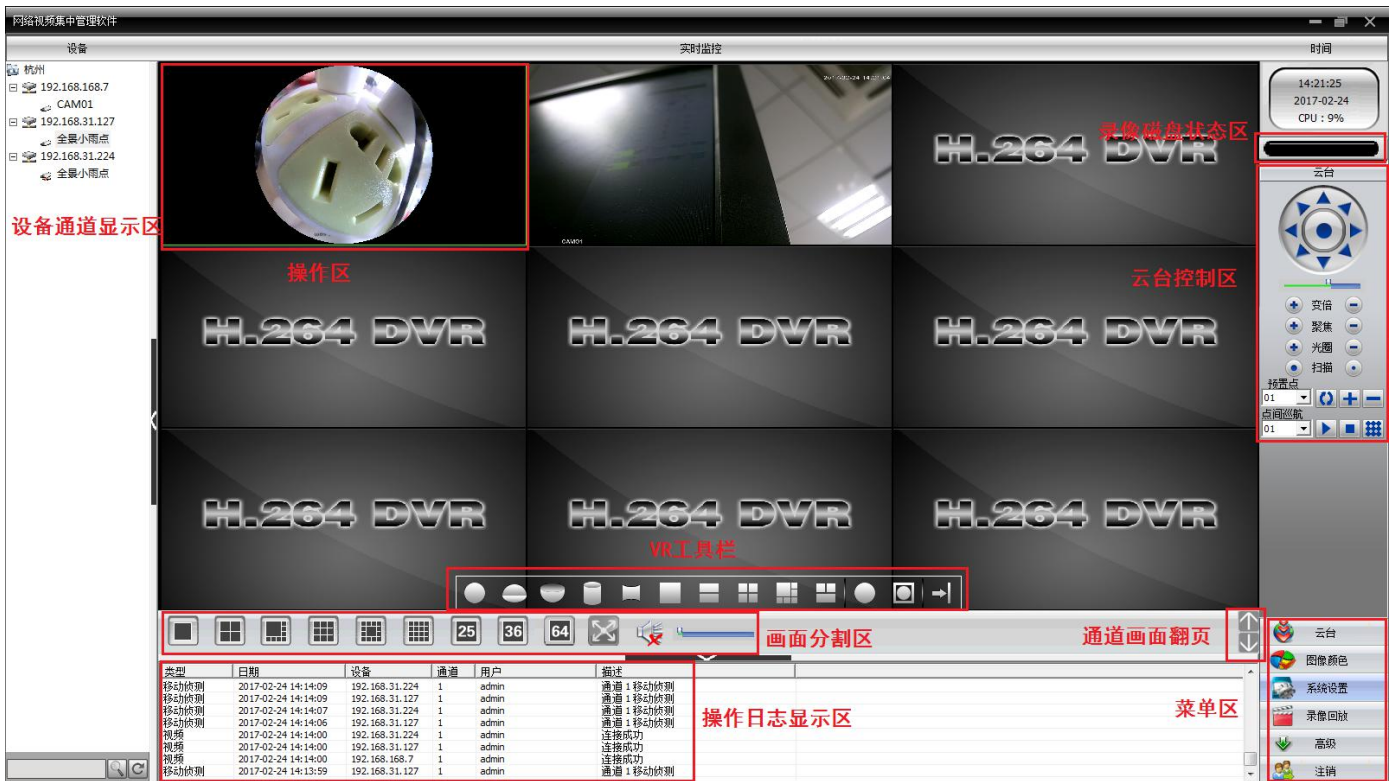 网络视频集中管理软件
设备
实时监控
时间
杭州
192.168.168.7
CAM01
192.168.31.127
全景小雨点
192.168.31.224
全景小雨点
设备通道显示区
操作区
2017-02-24 14:21:04
CAM01
H.264 DVR
录像磁盘状态区
H.264 DVR
H.264 DVR
H.264 DVR
云台控制区
H.264 DVR
H.264 DVR
H.264 DVR
VR工具栏
14:21:25
2017-02-24
CPU：9%
云台
变倍
聚焦
光圈
扫描
预置点
01
点间巡航
01
25 36 64
画面分割区
通道画面翻页
类型 日期 设备 通道 用户 描述
移动侦测 2017-02-24 14:14:09 192.168.31.224 1 admin 通道 1 移动侦测
移动侦测 2017-02-24 14:14:09 192.168.31.127 1 admin 通道 1 移动侦测
移动侦测 2017-02-24 14:14:07 192.168.31.224 1 admin 通道 1 移动侦测
移动侦测 2017-02-24 14:14:06 192.168.31.127 1 admin 通道 1 移动侦测
视频 2017-02-24 14:14:00 192.168.31.224 1 admin 连接成功
视频 2017-02-24 14:14:00 192.168.31.127 1 admin 连接成功
视频 2017-02-24 14:14:00 192.168.168.7 1 admin 连接成功
移动侦测 2017-02-24 14:13:59 192.168.31.127 1 admin 通道 1 移动侦测
操作日志显示区
菜单区
云台
图像颜色
系统设置
录像回放
高级
注销